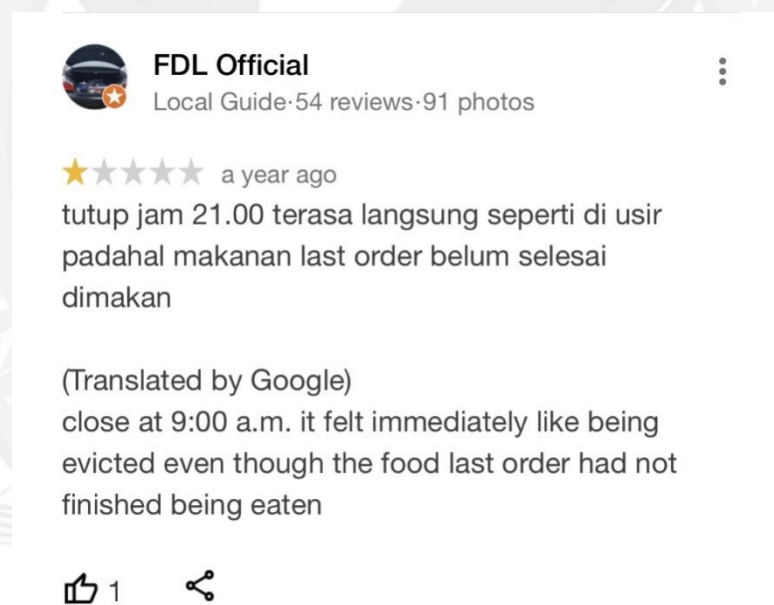 FDL Official
Local Guide·54 reviews·91 photos
a year ago
tutup jam 21.00 terasa langsung seperti di usir
padahal makanan last order belum selesai
dimakan
(Translated by Google)
close at 9:00 a.m. it felt immediately like being
evicted even though the food last order had not
finished being eaten
1